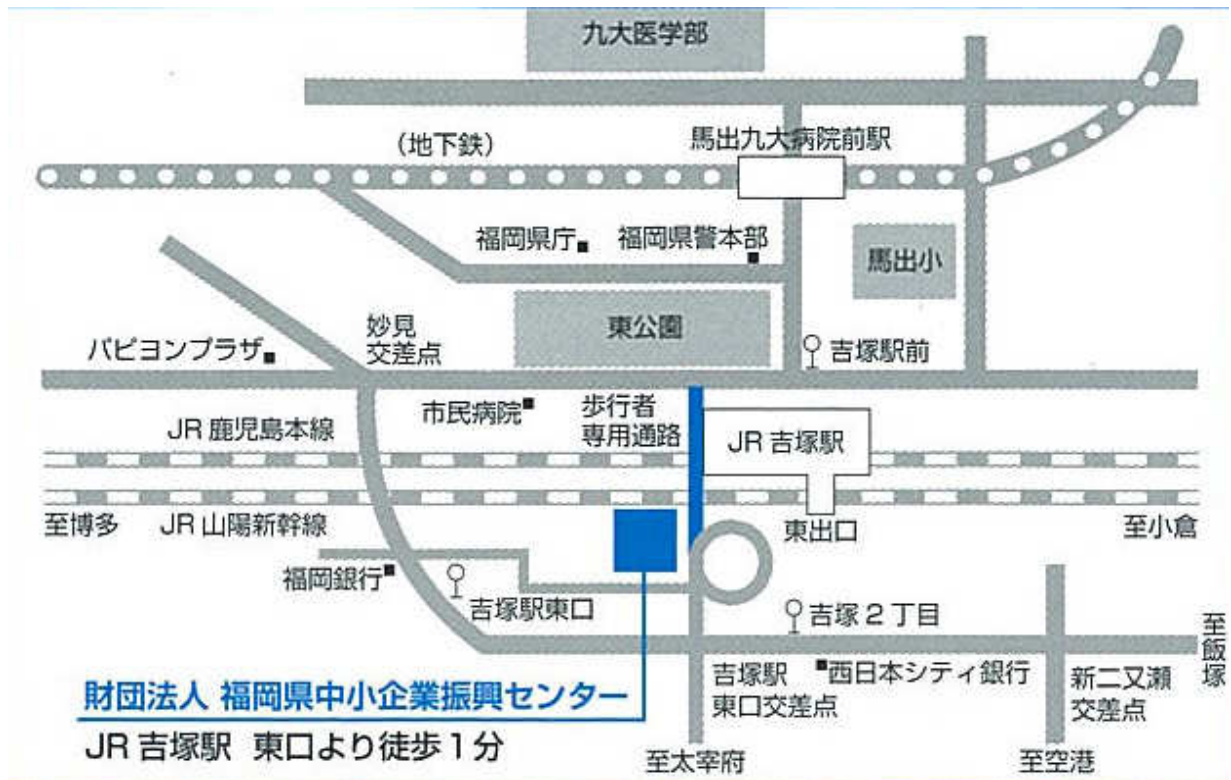 九大医学部
(地下鉄)
馬出九大病院前駅
福岡県庁
福岡県警本部
馬出小
東公園
妙見
交差点
パピヨンプラザ
吉塚駅前
市民病院
歩行者
専用通路
JR吉塚駅
JR鹿児島本線
至博多
JR山陽新幹線
東出口
至小倉
福岡銀行
吉塚駅東口
吉塚2丁目
至飯塚
財団法人 福岡県中小企業振興センター
JR吉塚駅 東口より徒歩1分
吉塚駅
東口交差点
西日本シティ銀行
新二又瀬
交差点
至太宰府
至空港